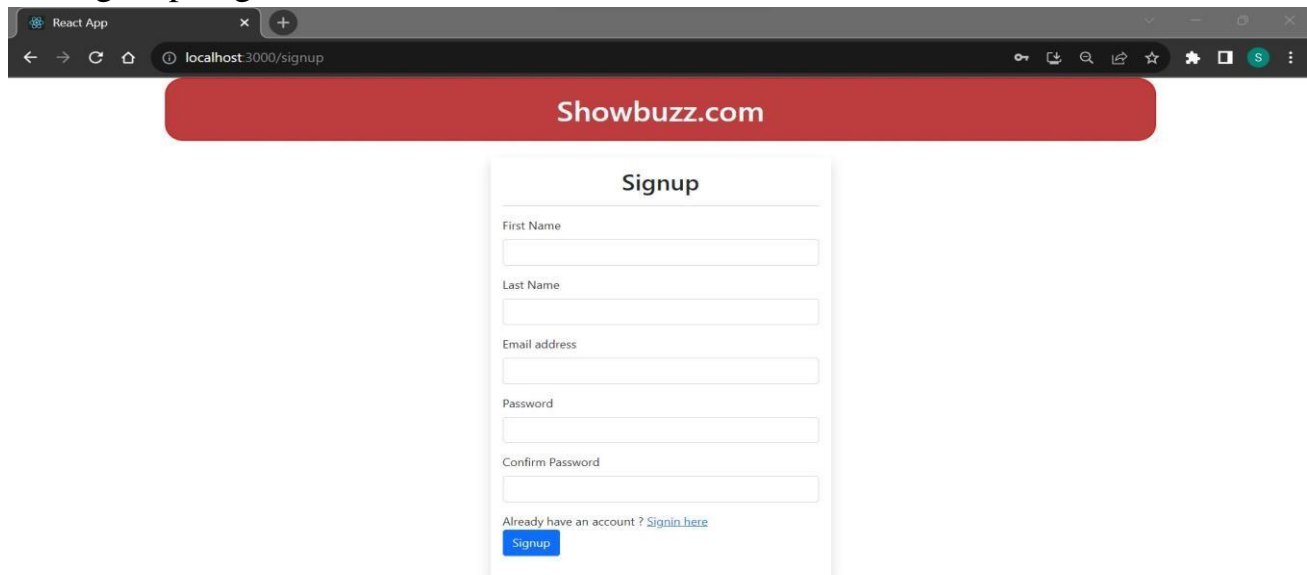 React App
localhost:3000/signup
S
Showbuzz.com
Signup
First Name
Last Name
Email address
Password
Confirm Password
Already have an account ? Signin here
Signup